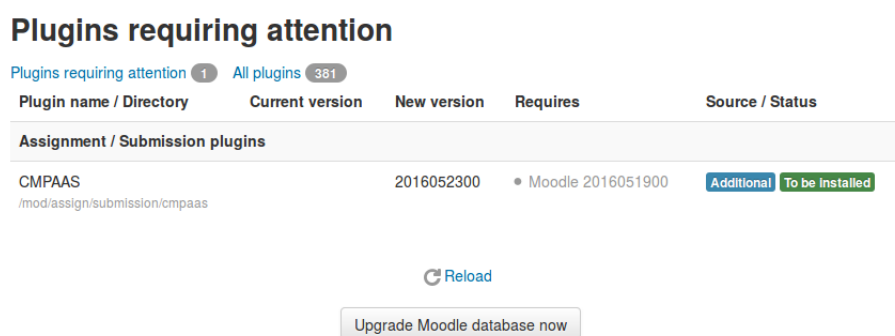 Plugins requiring attention
Plugins requiring attention 1 All plugins 381
Plugin name / Directory Current version New version Requires Source / Status
Assignment / Submission plugins
CMPAAS 2016052300 Moodle 2016051900 Additional To be installed
/mod/assign/submission/cmpaas
Reload
Upgrade Moodle database now